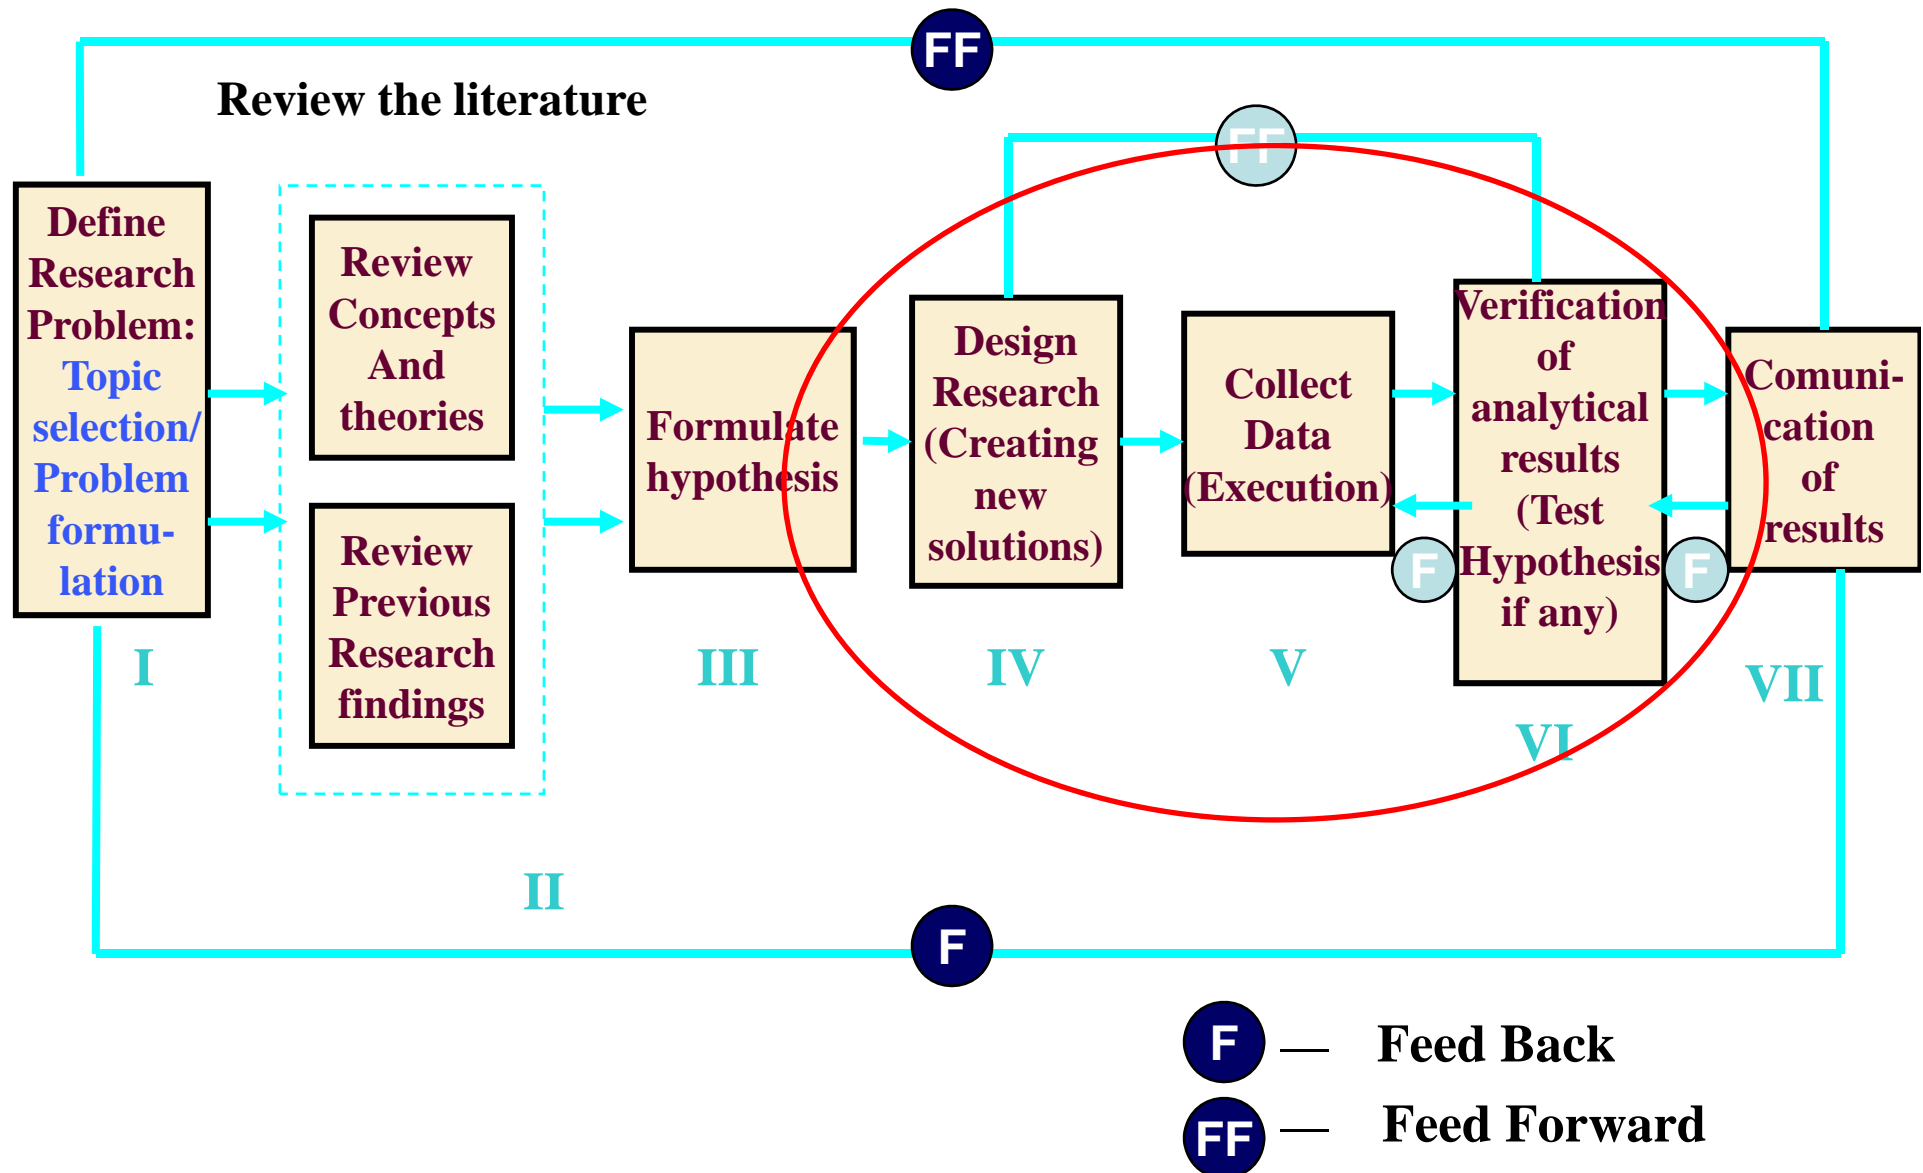 FF
Review the literature
FF
Define
Research
Problem:
Topic
selection/
Problem
formu-
lation
I
Review
Concepts
And
theories
Review
Previous
Research
findings
II
Formulate
hypothesis
III
Design
Research
(Creating
new
solutions)
IV
Collect
Data
(Execution)
V
F
Verification
of
analytical
results
(Test
Hypothesis
if any)
VI
F
Comuni-
cation
of
results
VII
F
F — Feed Back
FF — Feed Forward